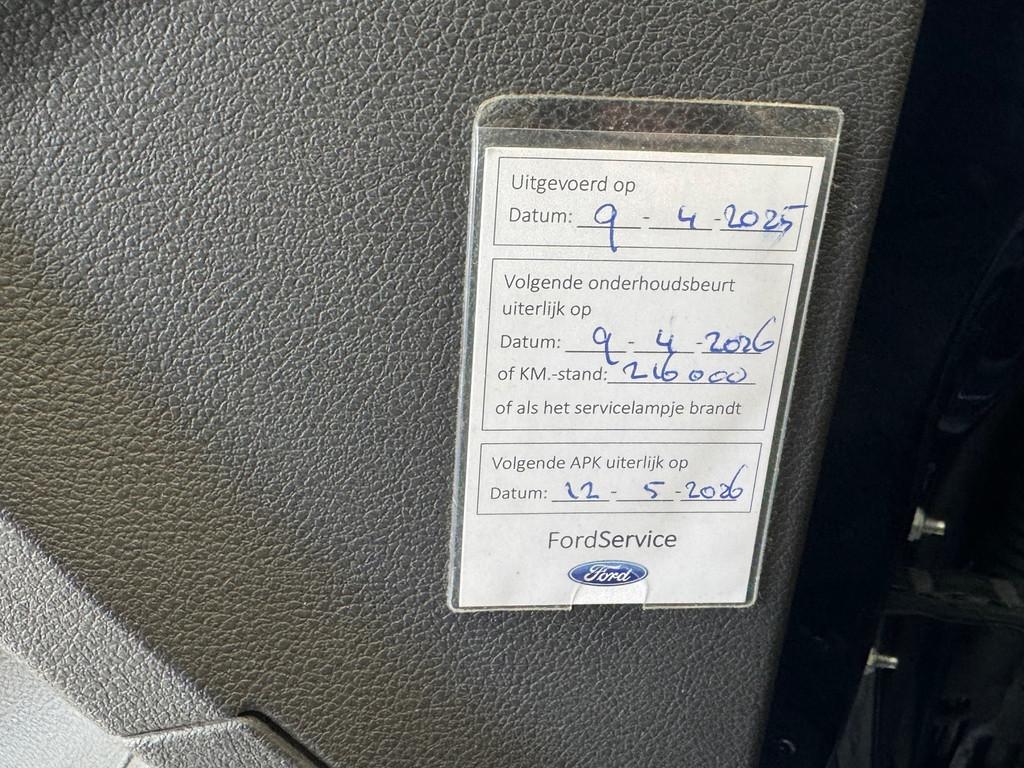 Uitgevoerd op
Datum: 9 - 4 - 2025
Volgende onderhoudsbeurt
uiterlijk op
Datum: 9 - 4 - 2026
of KM.-stand: 216000
of als het servicelampje brandt
Volgende APK uiterlijk op
Datum: 12 - 5 - 2026
FordService
Ford